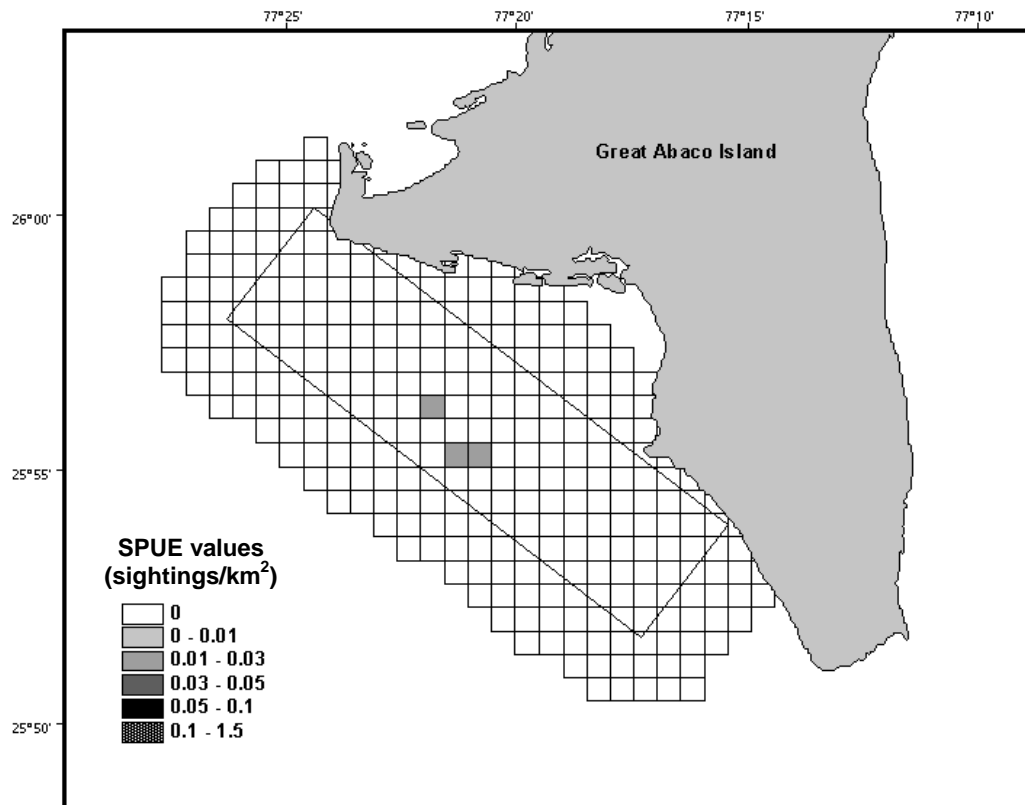 77°25' 77°20' 77°15' 77°10'
Great Abaco Island
26°00'
25°55'
SPUE values
(sightings/km²)
0
0 - 0.01
0.01 - 0.03
0.03 - 0.05
0.05 - 0.1
0.1 - 1.5
25°50'